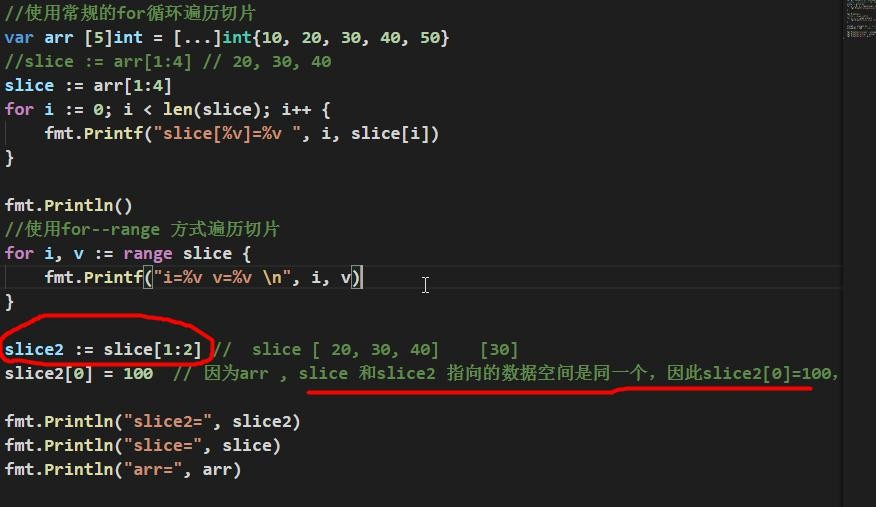 //使用常规的for循环遍历切片
var arr [5]int = [...]int{10, 20, 30, 40, 50}
//slice := arr[1:4] // 20, 30, 40
slice := arr[1:4]
for i := 0; i < len(slice); i++ {
    fmt.Printf("slice[%v]=%v ", i, slice[i])
}
fmt.Println()
//使用for--range 方式遍历切片
for i, v := range slice {
    fmt.Printf("i=%v v=%v \n", i, v)
}
slice2 := slice[1:2] //  slice [ 20, 30, 40]    [30]
slice2[0] = 100  // 因为arr , slice 和slice2 指向的数据空间是同一个，因此slice2[0]=100,
fmt.Println("slice2=", slice2)
fmt.Println("slice=", slice)
fmt.Println("arr=", arr)